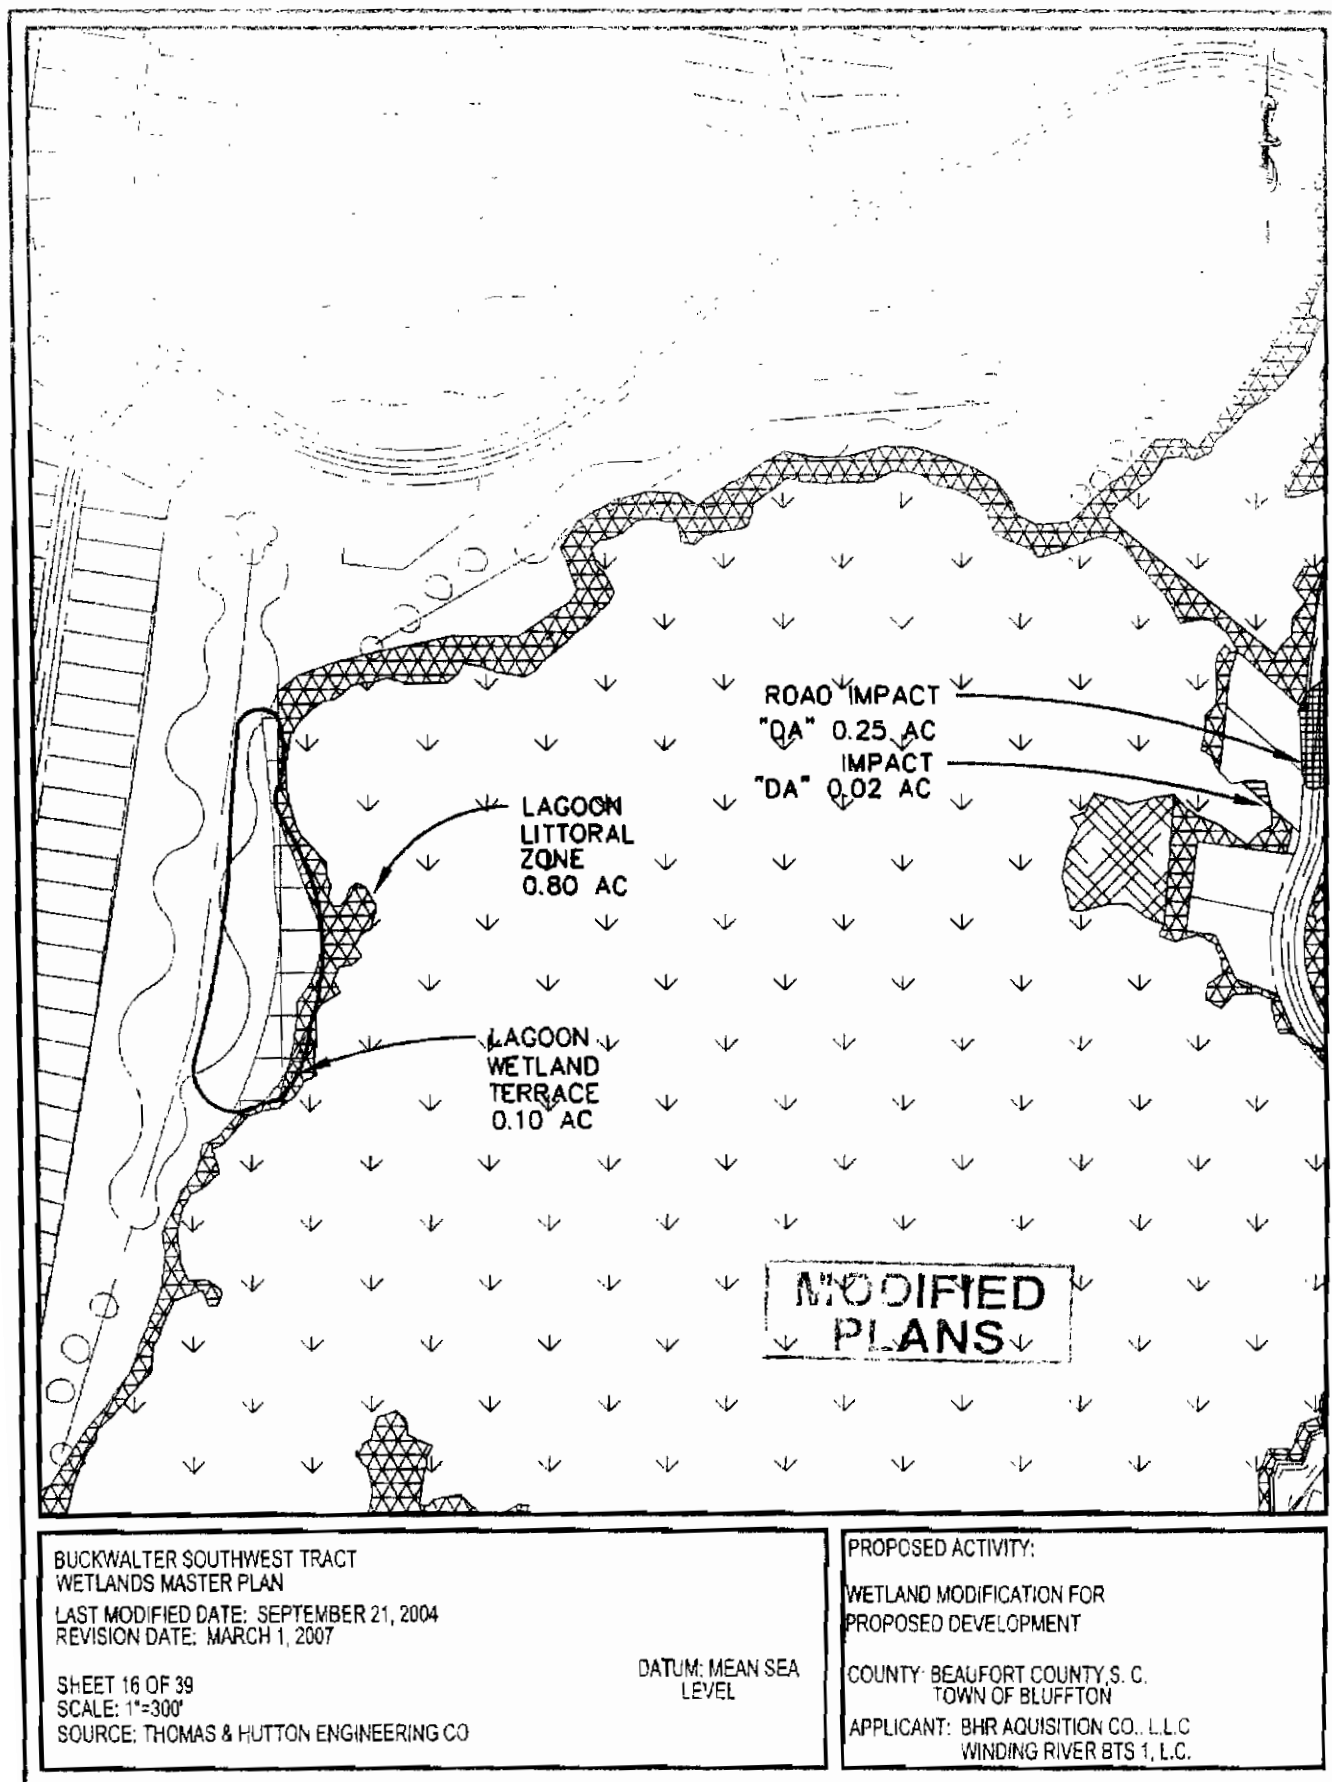 ROAD IMPACT
"DA" 0.25 AC
IMPACT
"DA" 0.02 AC
LAGOON
LITTORAL
ZONE
0.80 AC
LAGOON
WETLAND
TERRACE
0.10 AC
MODIFIED
PLANS
BUCKWALTER SOUTHWEST TRACT
WETLANDS MASTER PLAN
LAST MODIFIED DATE: SEPTEMBER 21, 2004
REVISION DATE: MARCH 1, 2007
SHEET 16 OF 39
SCALE: 1"=300'
SOURCE: THOMAS & HUTTON ENGINEERING CO
DATUM: MEAN SEA
LEVEL
PROPOSED ACTIVITY:
WETLAND MODIFICATION FOR
PROPOSED DEVELOPMENT
COUNTY: BEAUFORT COUNTY, S. C.
TOWN OF BLUFFTON
APPLICANT: BHR AQUISITION CO., L.L.C
WINDING RIVER BTS 1, L.C.